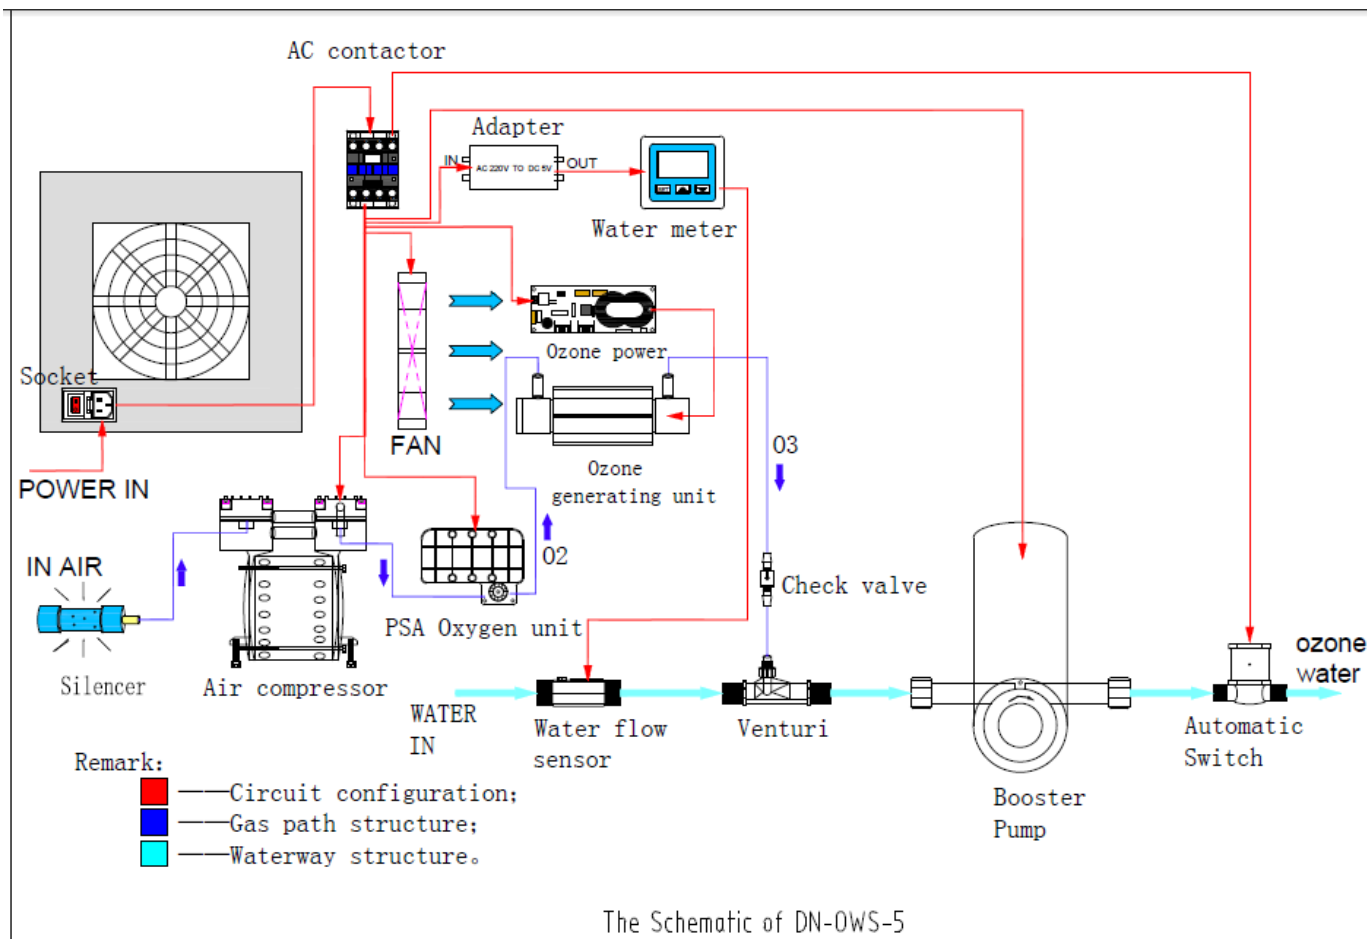 AC contactor
Adapter
IN
AC 220V TO DC 5V
OUT
Water meter
Socket
Ozone power
POWER IN
FAN
O3
Ozone
generating unit
O2
IN AIR
Check valve
PSA Oxygen unit
Silencer
Air compressor
ozone
water
WATER
IN
Water flow
sensor
Venturi
Automatic
Switch
Booster
Pump
Remark:
——Circuit configuration;
——Gas path structure;
——Waterway structure。
The Schematic of DN-OWS-5